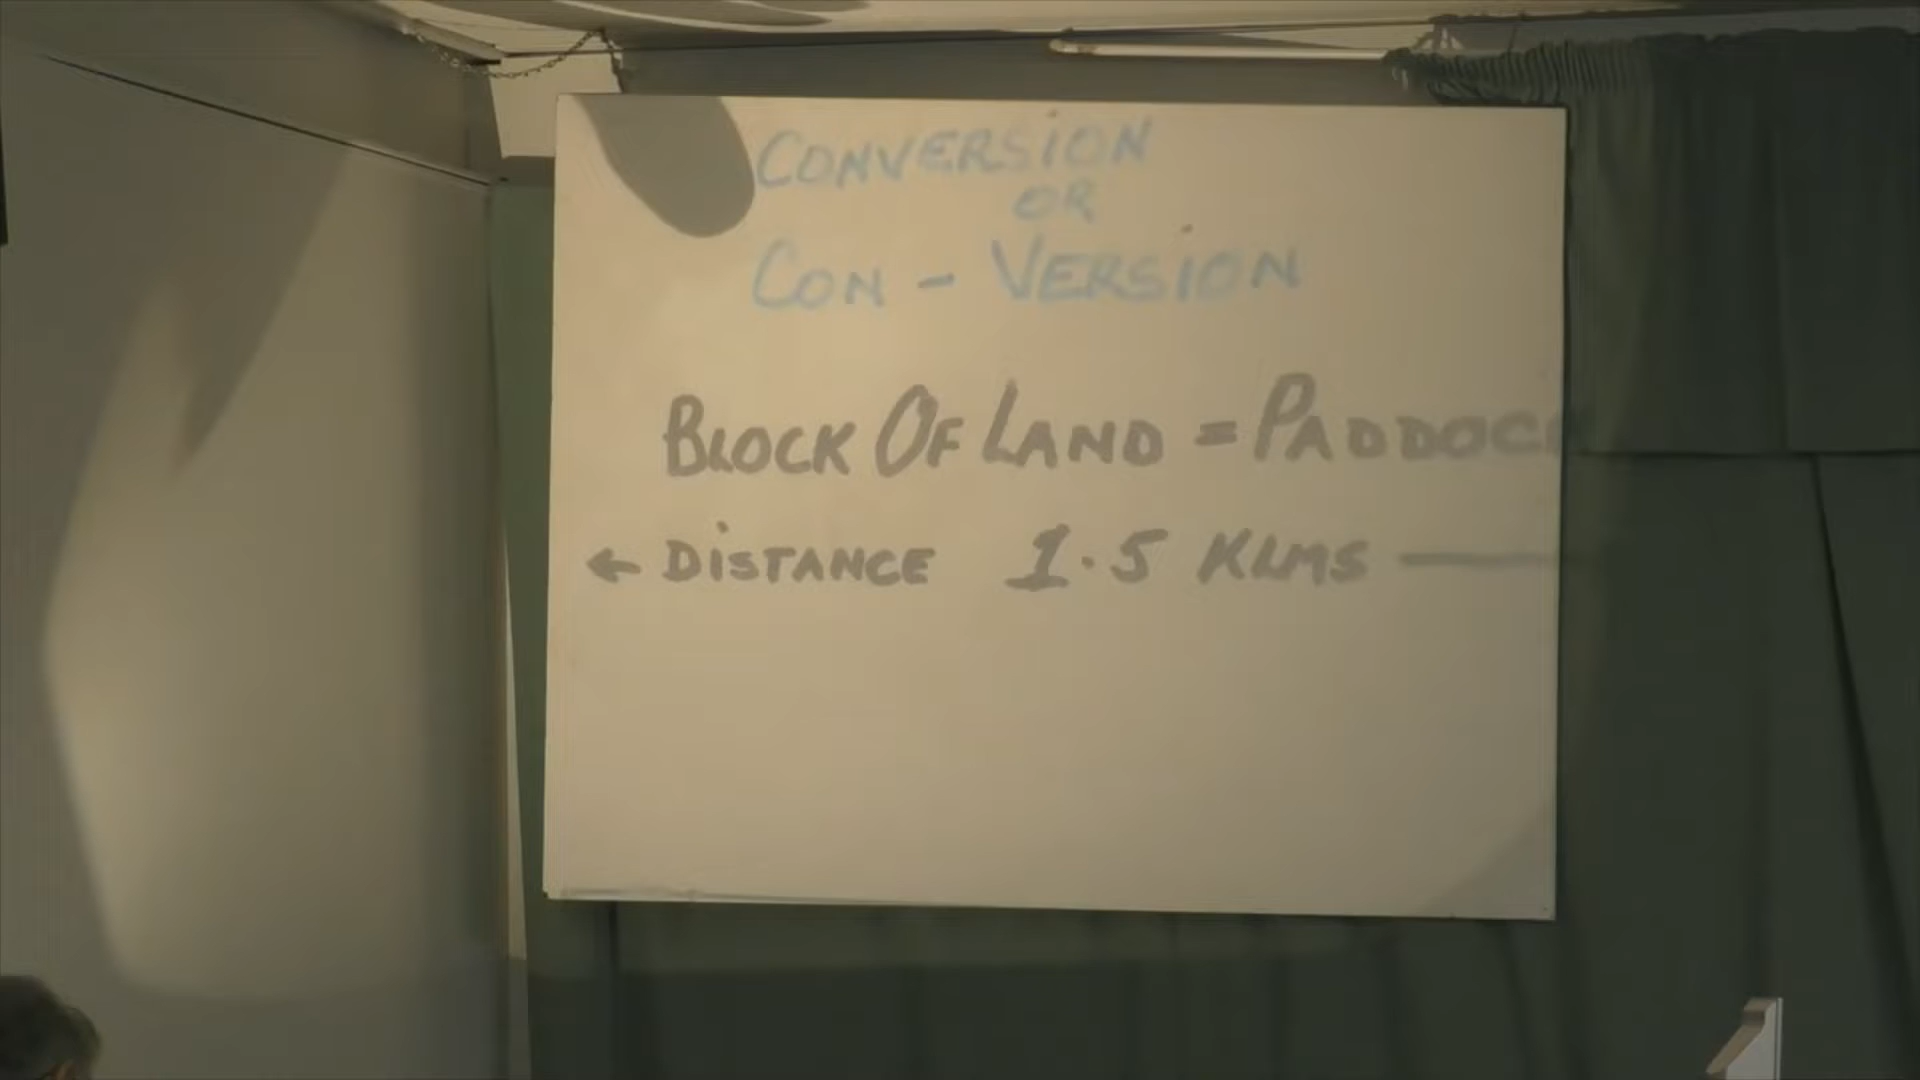 CONVERSION
OR
CON - VERSION
BLOCK OF LAND = PADDOCK
← DISTANCE 1.5 KLMS —